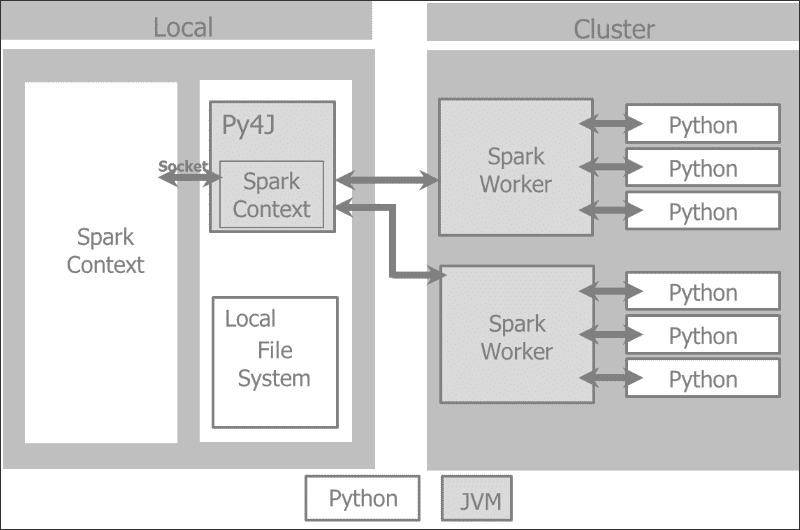 Local
Cluster
Socket
Spark
Context
Py4J
Spark
Context
Local
File
System
Spark
Worker
Python
Python
Python
Spark
Worker
Python
Python
Python
Python
JVM